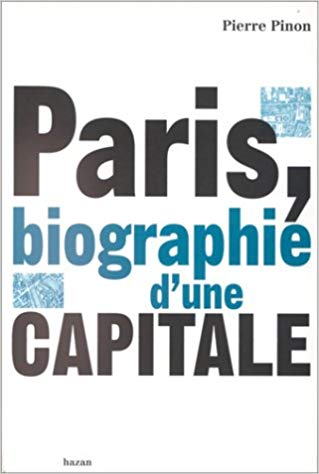 Pierre Pinon
Paris,
biographie
d'une
CAPITALE
hazan